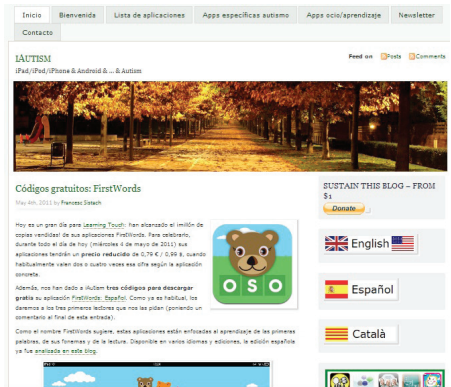 Inicio
Bienvenida
Lista de aplicaciones
Apps específicas autismo
Apps ocio/aprendizaje
Newsletter
Contacto
IAUTISM
iPad/iPod/iPhone & Android & ... & Autism
Feed on Posts Comments
Códigos gratuitos: FirstWords
May 4th, 2011 by Francesc Sistach
Hoy es un gran día para Learning Touch: han alcanzado el ¡millón de
copias vendidas! de sus aplicaciones FirstWords. Para celebrarlo,
durante todo el día de hoy (miércoles 4 de mayo de 2011) sus
aplicaciones tendrán un precio reducido de 0,79 € / 0,99 $, cuando
habitualmente valen dos o cuatro veces esa cifra según la aplicación
concreta.
Además, nos han dado a iAutism tres códigos para descargar
gratis su aplicación FirstWords: Español. Como ya es habitual, los
daremos a los tres primeros lectores que nos los pidan (poniendo un
comentario al final de esta entrada).
Como el nombre FirstWords sugiere, estas aplicaciones están enfocadas al aprendizaje de las primeras
palabras, de sus fonemas y de la lectura. Disponible en varios idiomas y ediciones, la edición española
ya fue analizada en este blog.
OSO
SUSTAIN THIS BLOG – FROM
$1
Donate
English
Español
Català